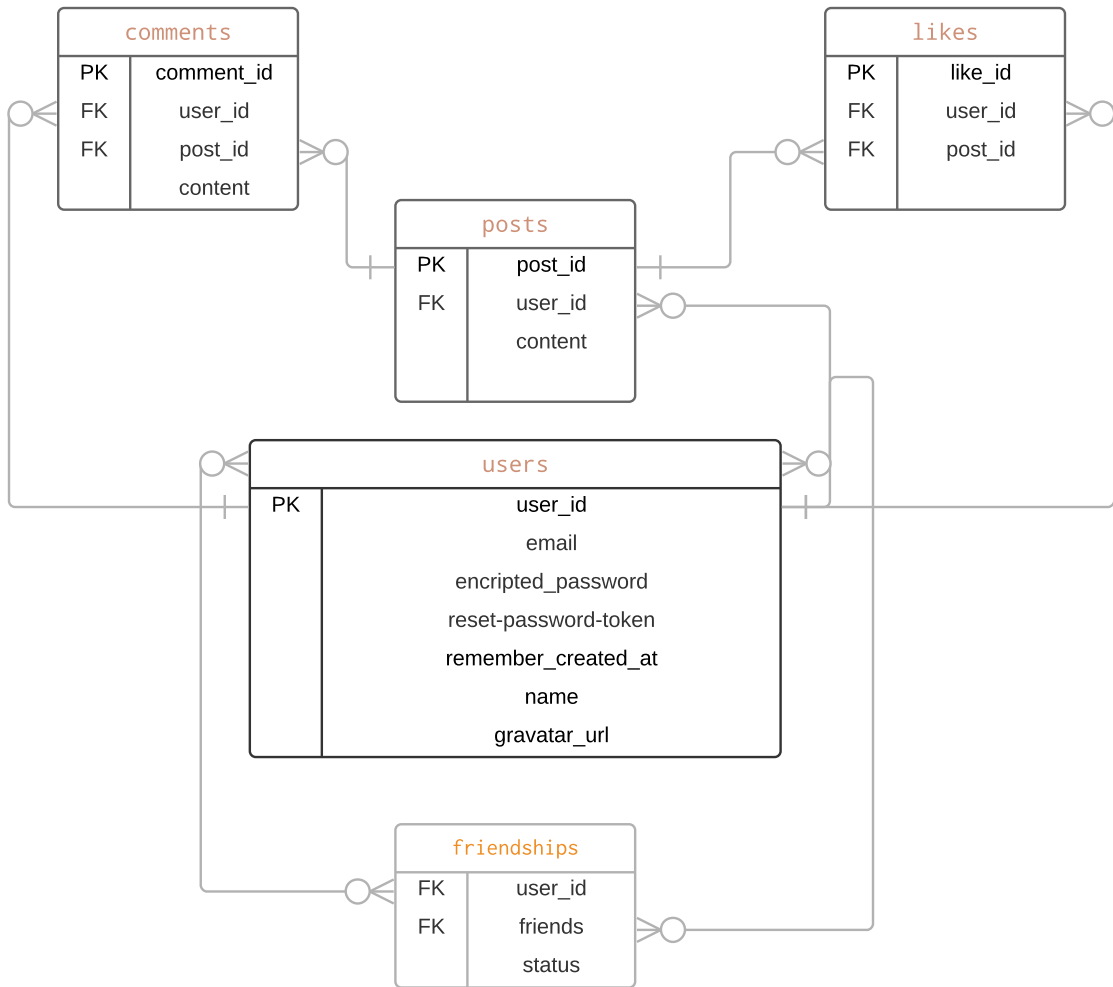 comments
PK comment_id
FK user_id
FK post_id
content
likes
PK like_id
FK user_id
FK post_id
posts
PK post_id
FK user_id
content
users
PK user_id
email
encripted_password
reset-password-token
remember_created_at
name
gravatar_url
friendships
FK user_id
FK friends
status